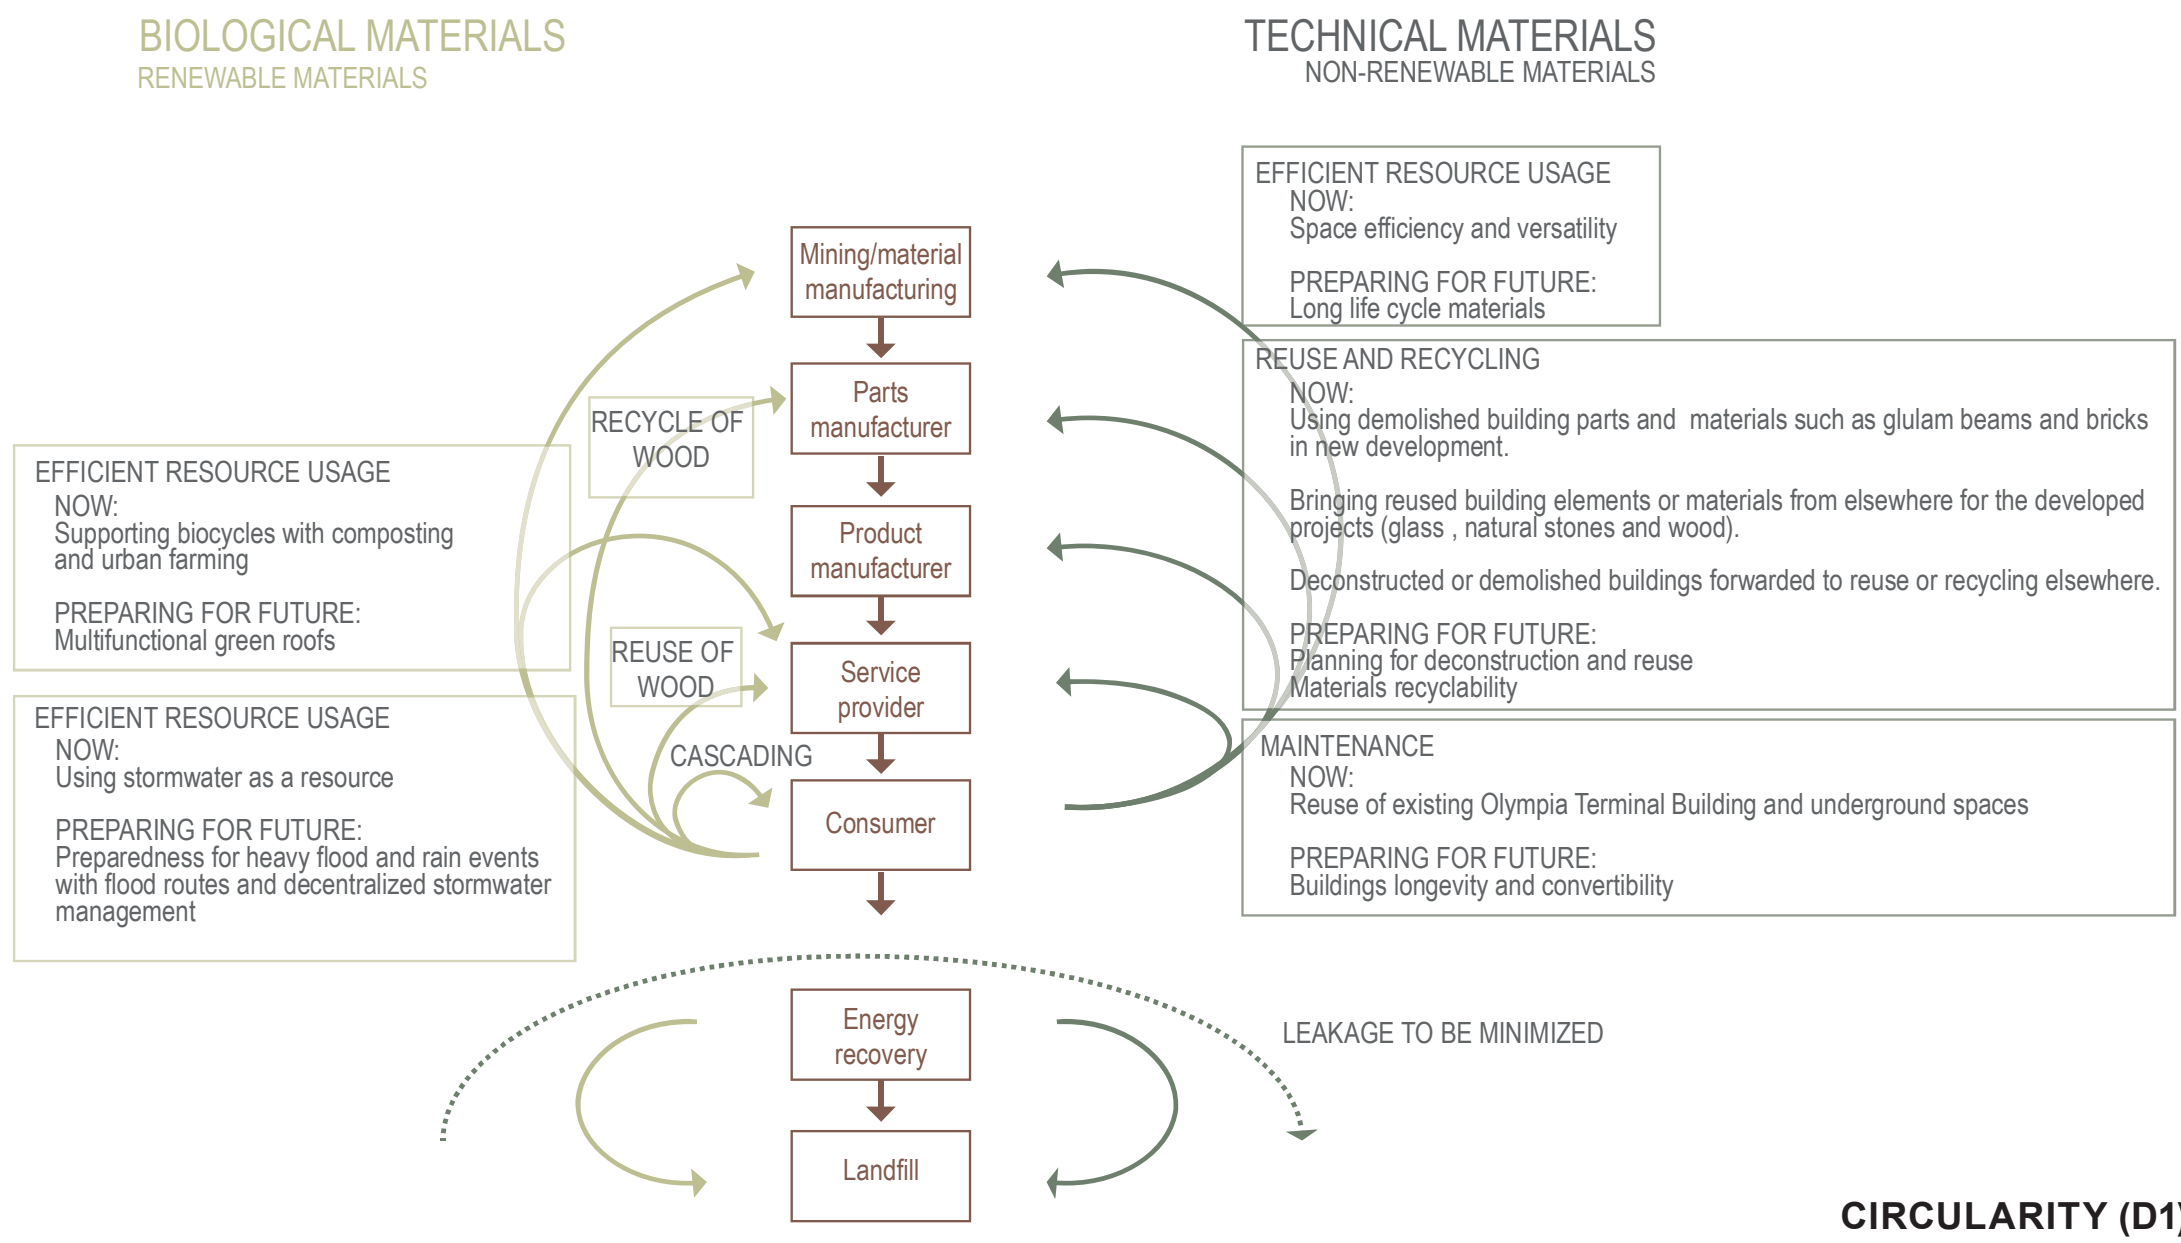 BIOLOGICAL MATERIALS
RENEWABLE MATERIALS
TECHNICAL MATERIALS
NON-RENEWABLE MATERIALS
EFFICIENT RESOURCE USAGE
NOW:
Supporting biocycles with composting
and urban farming
PREPARING FOR FUTURE:
Multifunctional green roofs
EFFICIENT RESOURCE USAGE
NOW:
Using stormwater as a resource
PREPARING FOR FUTURE:
Preparedness for heavy flood and rain events
with flood routes and decentralized stormwater
management
RECYCLE OF
WOOD
REUSE OF
WOOD
CASCADING
Mining/material
manufacturing
Parts
manufacturer
Product
manufacturer
Service
provider
Consumer
Energy
recovery
Landfill
EFFICIENT RESOURCE USAGE
NOW:
Space efficiency and versatility
PREPARING FOR FUTURE:
Long life cycle materials
REUSE AND RECYCLING
NOW:
Using demolished building parts and  materials such as glulam beams and bricks
in new development.
Bringing reused building elements or materials from elsewhere for the developed
projects (glass , natural stones and wood).
Deconstructed or demolished buildings forwarded to reuse or recycling elsewhere.
PREPARING FOR FUTURE:
Planning for deconstruction and reuse
Materials recyclability
MAINTENANCE
NOW:
Reuse of existing Olympia Terminal Building and underground spaces
PREPARING FOR FUTURE:
Buildings longevity and convertibility
LEAKAGE TO BE MINIMIZED
CIRCULARITY (D1)